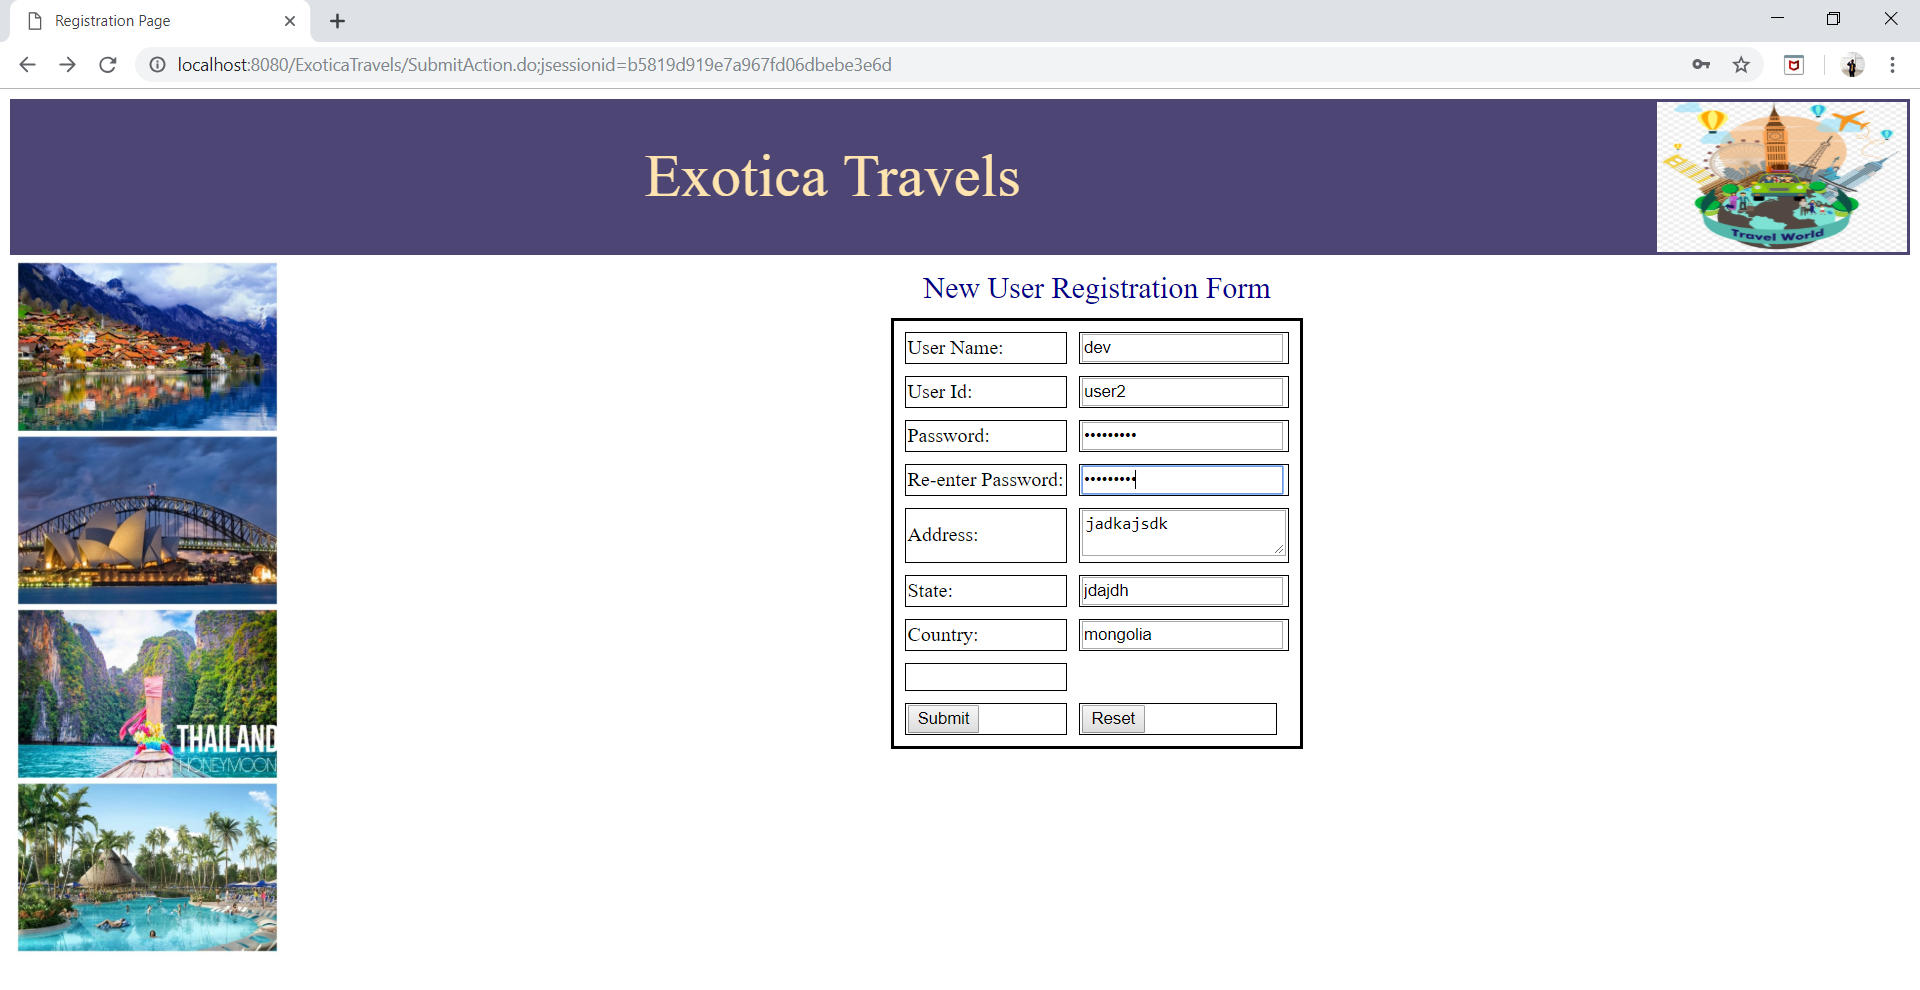 Registration Page
localhost:8080/ExoticaTravels/SubmitAction.do;jsessionid=b5819d919e7a967fd06dbebe3e6d
Exotica Travels
Travel World
New User Registration Form
User Name: dev
User Id: user2
Password: •••••••••
Re-enter Password: •••••••••
Address: jadkajsdk
State: jdajdh
Country: mongolia
Submit Reset
THAILAND
HONEYMOON